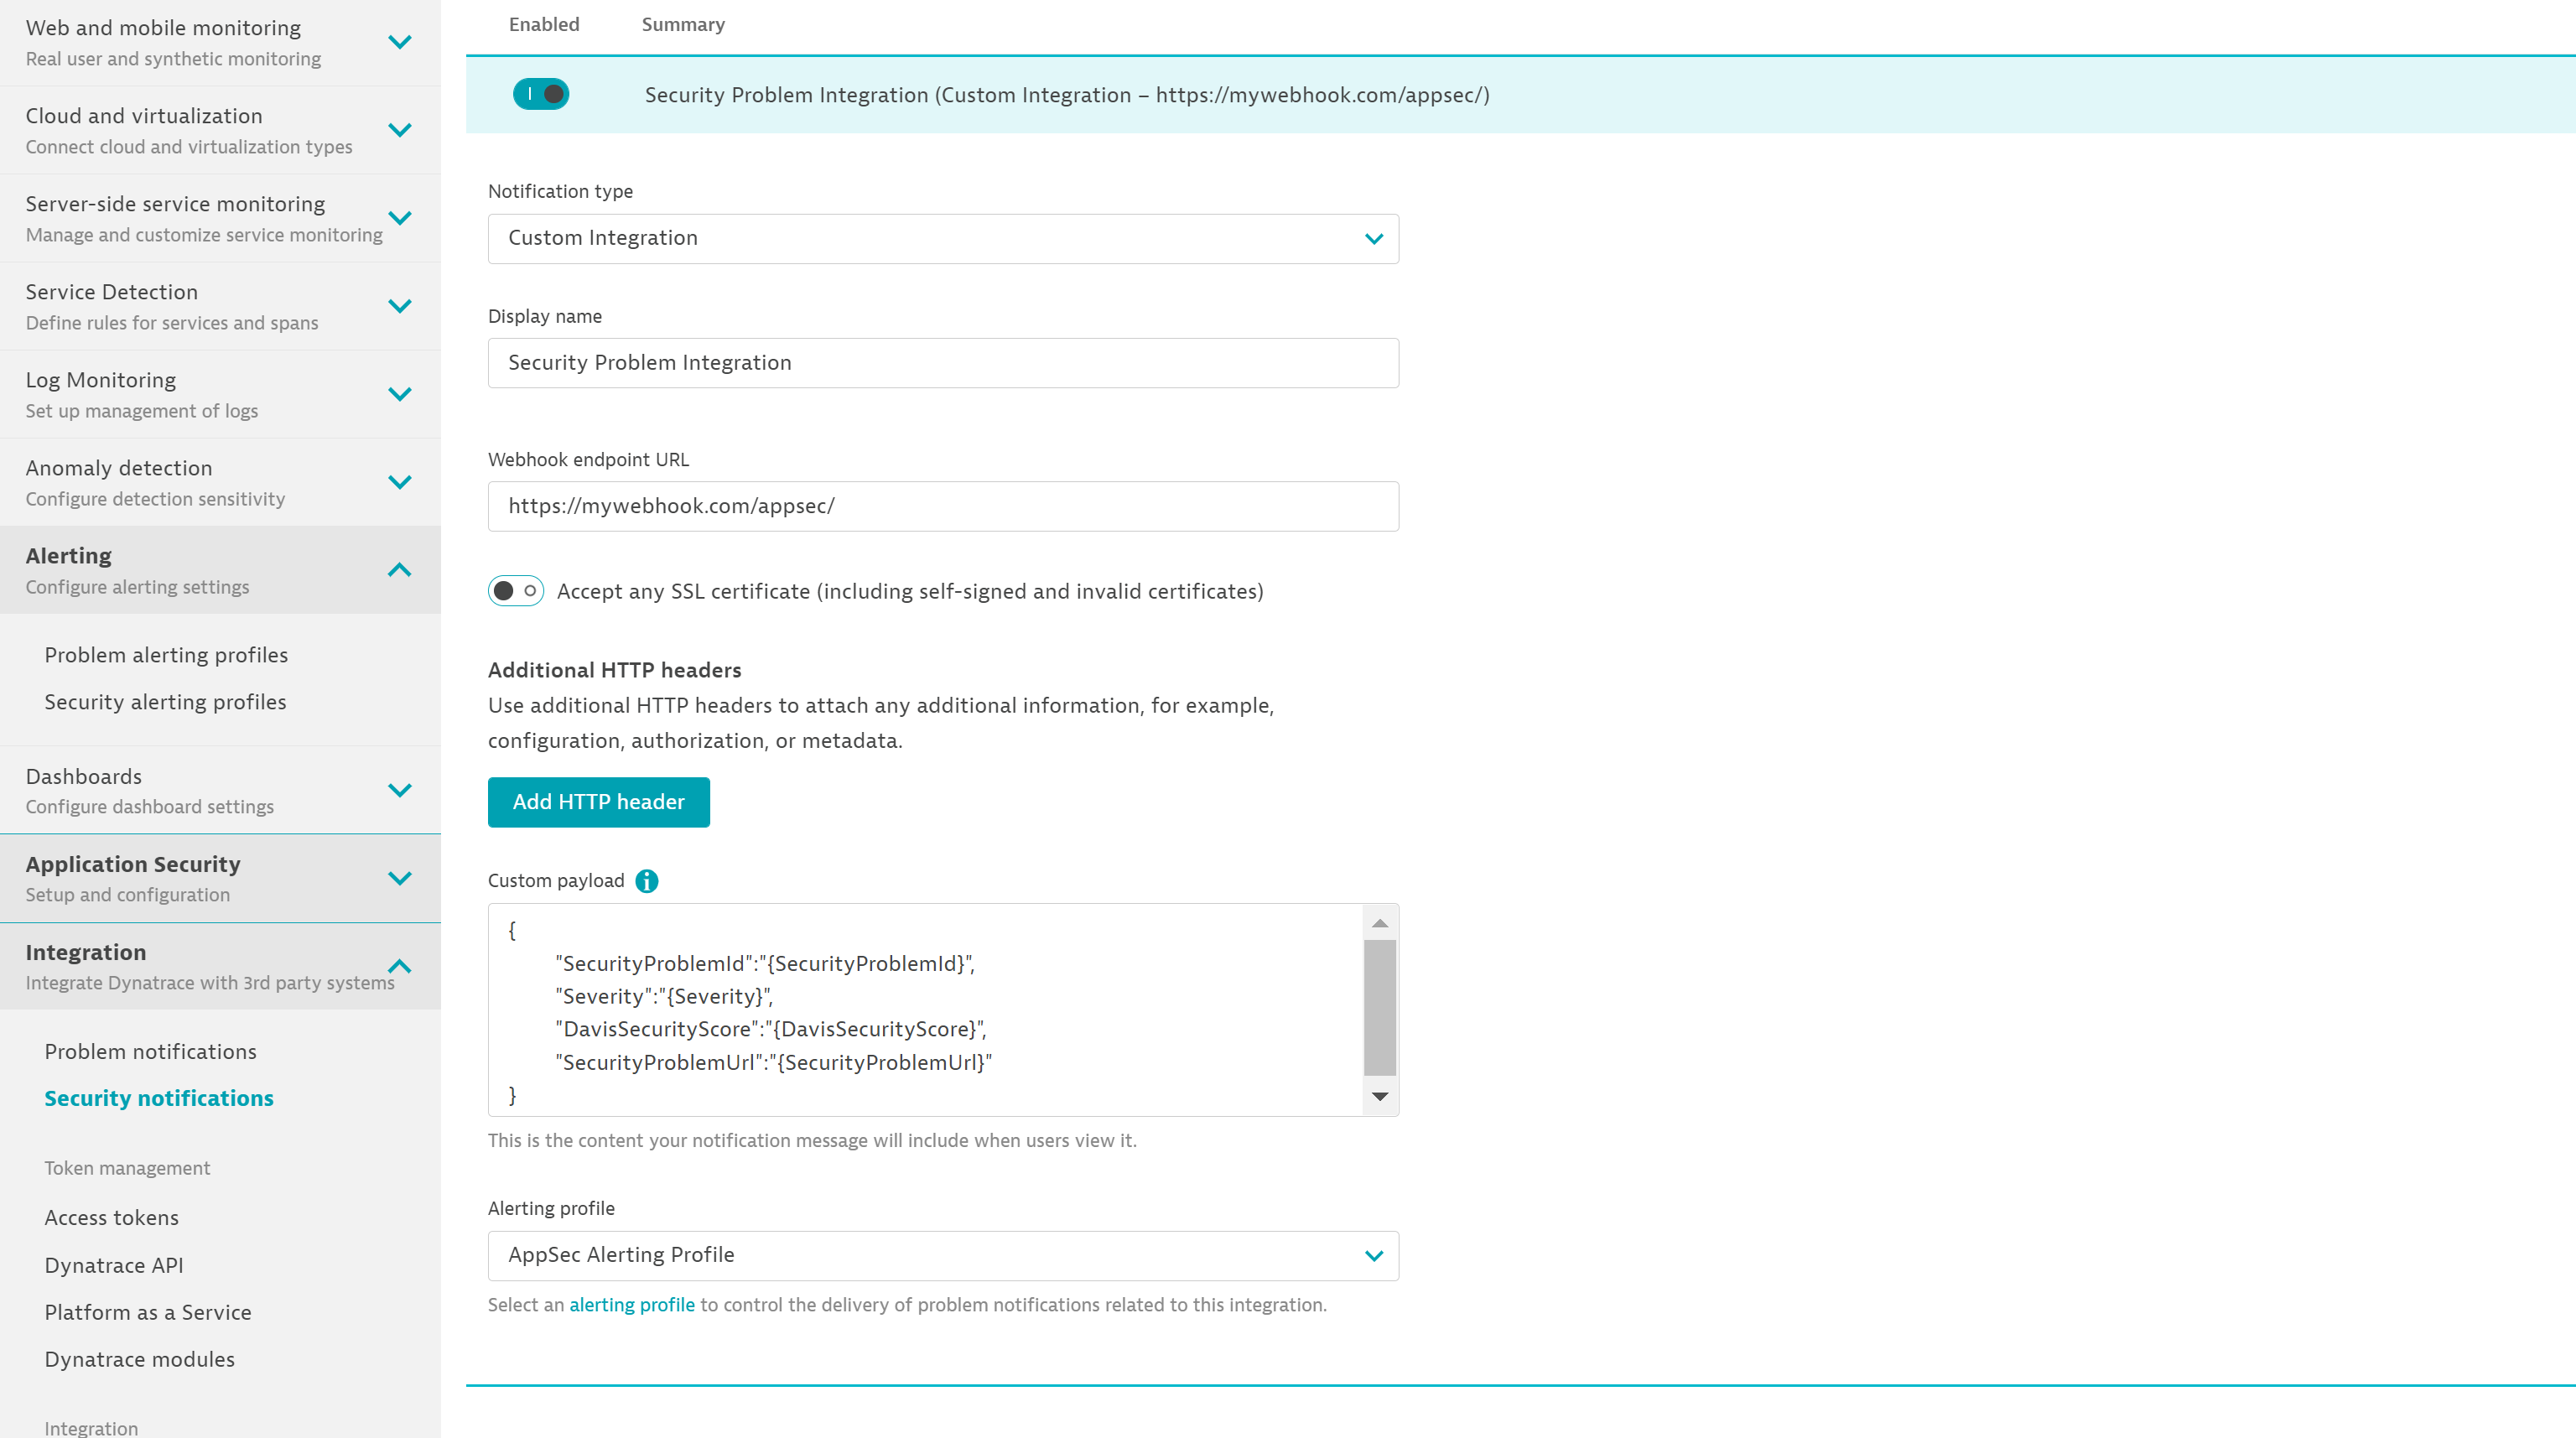 Web and mobile monitoring
Real user and synthetic monitoring
Cloud and virtualization
Connect cloud and virtualization types
Server-side service monitoring
Manage and customize service monitoring
Service Detection
Define rules for services and spans
Log Monitoring
Set up management of logs
Anomaly detection
Configure detection sensitivity
Alerting
Configure alerting settings
Problem alerting profiles
Security alerting profiles
Dashboards
Configure dashboard settings
Application Security
Setup and configuration
Integration
Integrate Dynatrace with 3rd party systems
Problem notifications
Security notifications
Token management
Access tokens
Dynatrace API
Platform as a Service
Dynatrace modules
Integration
Enabled Summary
Security Problem Integration (Custom Integration – https://mywebhook.com/appsec/)
Notification type
Custom Integration
Display name
Security Problem Integration
Webhook endpoint URL
https://mywebhook.com/appsec/
Accept any SSL certificate (including self-signed and invalid certificates)
Additional HTTP headers
Use additional HTTP headers to attach any additional information, for example,
configuration, authorization, or metadata.
Add HTTP header
Custom payload
{
"SecurityProblemId":"{SecurityProblemId}",
"Severity":"{Severity}",
"DavisSecurityScore":"{DavisSecurityScore}",
"SecurityProblemUrl":"{SecurityProblemUrl}"
}
This is the content your notification message will include when users view it.
Alerting profile
AppSec Alerting Profile
Select an alerting profile to control the delivery of problem notifications related to this integration.